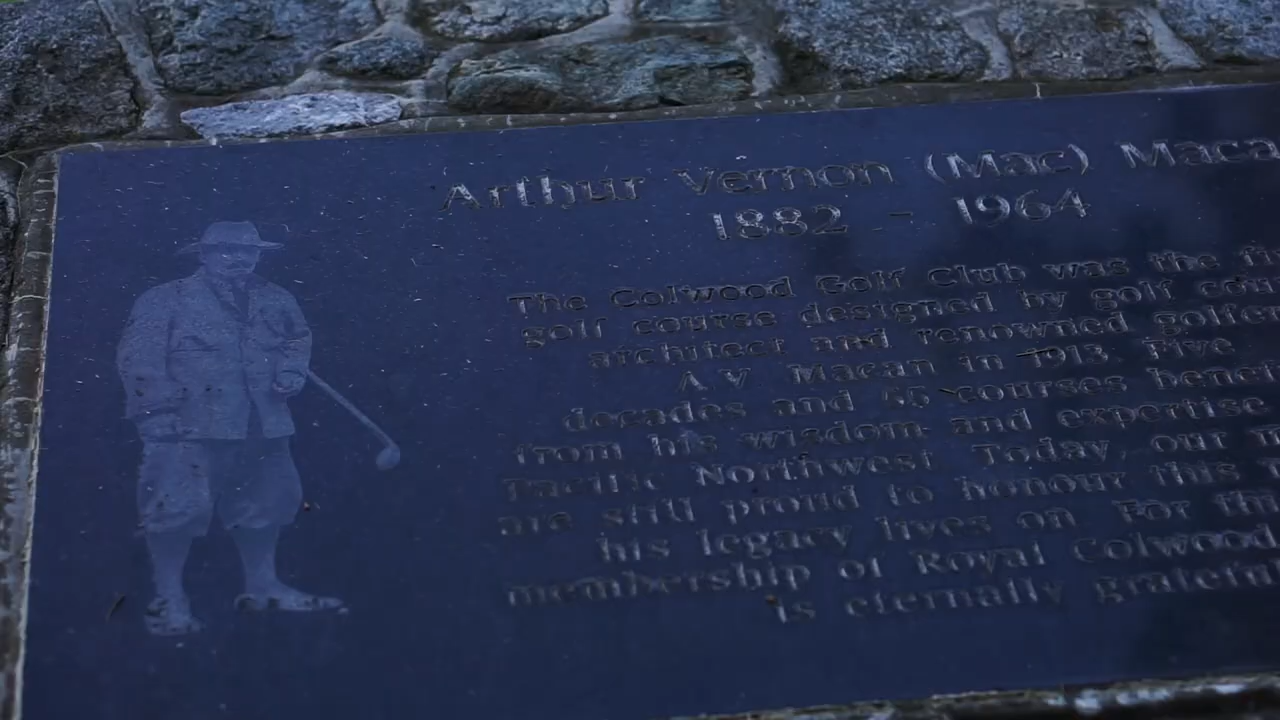 Arthur Vernon (Mac) Maca
1882 - 1964
The Colwood Golf Club was the fi
golf course designed by golf cou
architect and renowned golfer
A V Macan in 1913. Five
decades and 65 courses benefi
from his wisdom and expertise
Pacific Northwest. Today, our m
are still proud to honour this
his legacy lives on For thi
membership of Royal Colwood
is eternally grateful